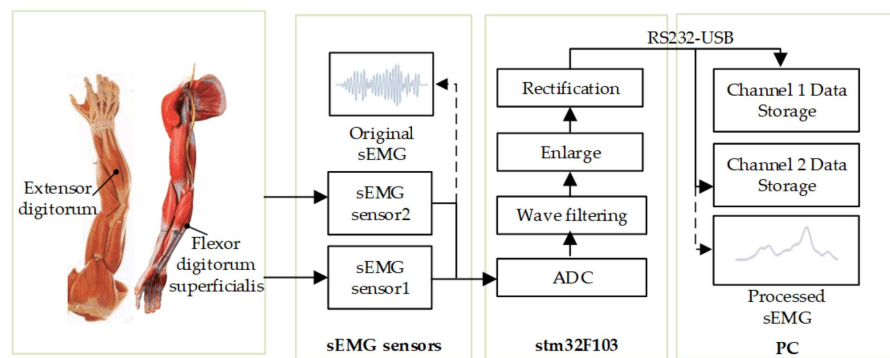 Extensor
digitorum
Flexor
digitorum
superficialis
Original
sEMG
sEMG
sensor2
sEMG
sensor1
sEMG sensors
Rectification
Enlarge
Wave filtering
ADC
stm32F103
RS232-USB
Channel 1 Data
Storage
Channel 2 Data
Storage
Processed
sEMG
PC